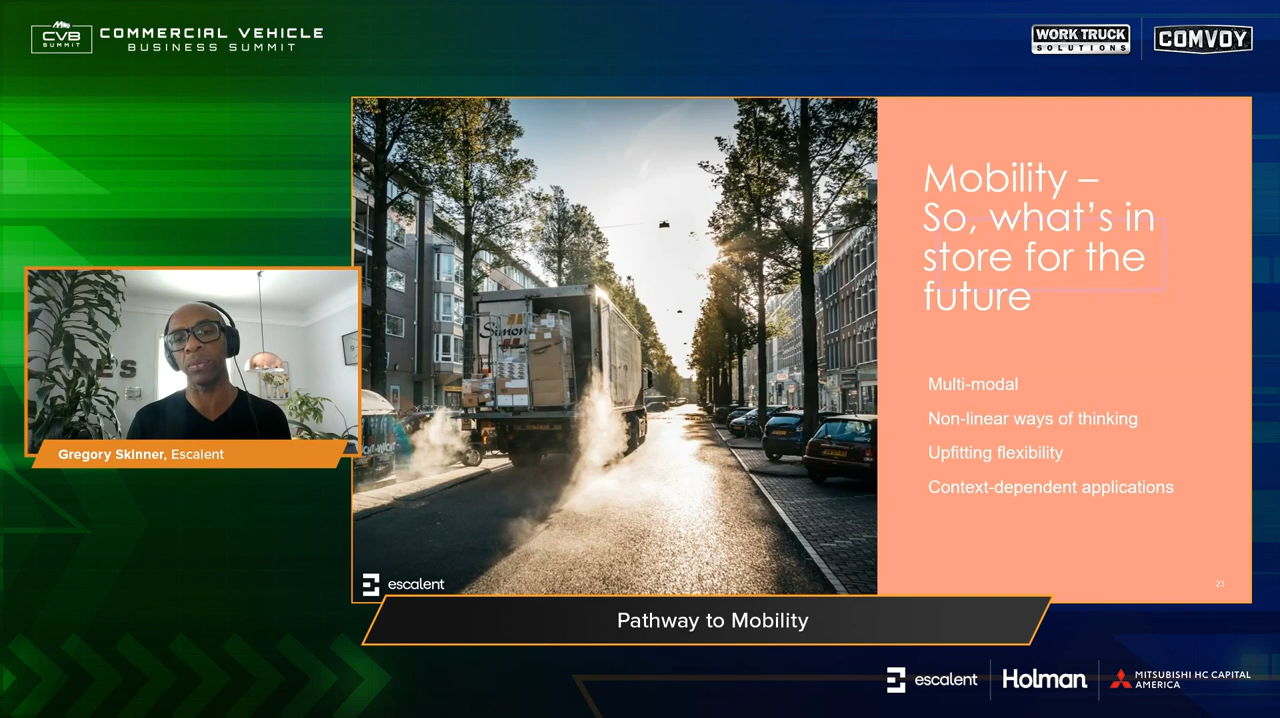 CVB
SUMMIT
COMMERCIAL VEHICLE
BUSINESS SUMMIT
WORK TRUCK
SOLUTIONS
COMVOY
Mobility –
So, what’s in
store for the
future
Multi-modal
Non-linear ways of thinking
Upfitting flexibility
Context-dependent applications
23
Simon
Gregory Skinner, Escalent
escalent
Pathway to Mobility
escalent
Holman
MITSUBISHI HC CAPITAL
AMERICA